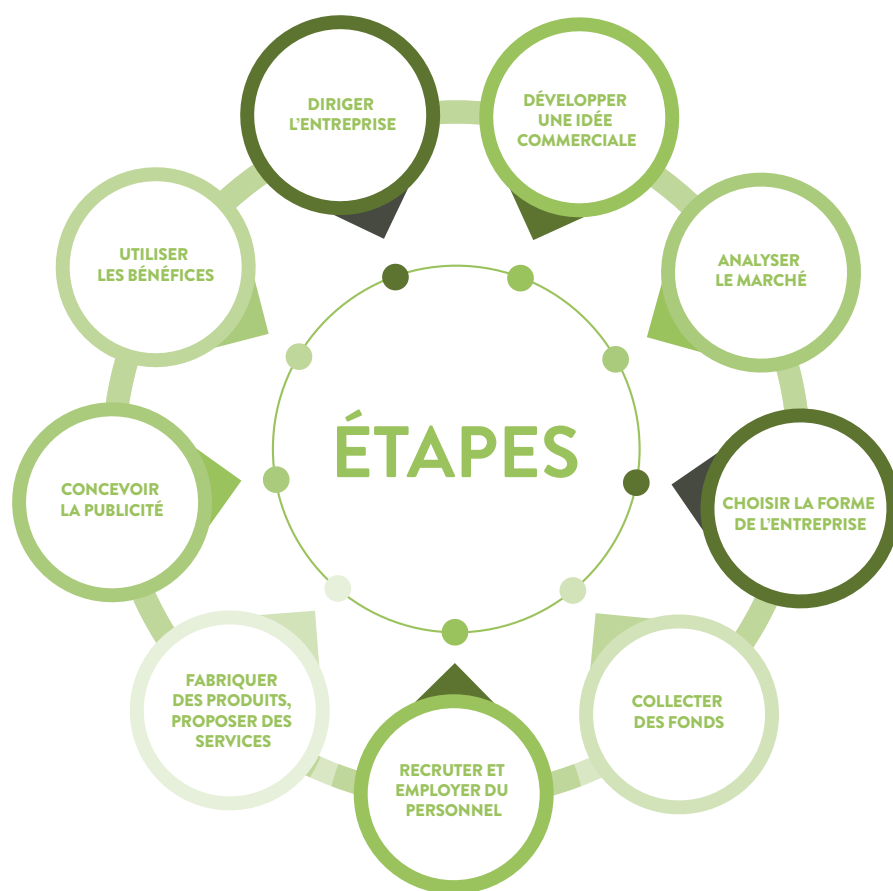 DIRIGER
L'ENTREPRISE
DÉVELOPPER
UNE IDÉE
COMMERCIALE
ANALYSER
LE MARCHÉ
CHOISIR LA FORME
DE L'ENTREPRISE
COLLECTER
DES FONDS
RECRUTER ET
EMPLOYER DU
PERSONNEL
FABRIQUER
DES PRODUITS,
PROPOSER DES
SERVICES
CONCEVOIR
LA PUBLICITÉ
UTILISER
LES BÉNÉFICES
ÉTAPES